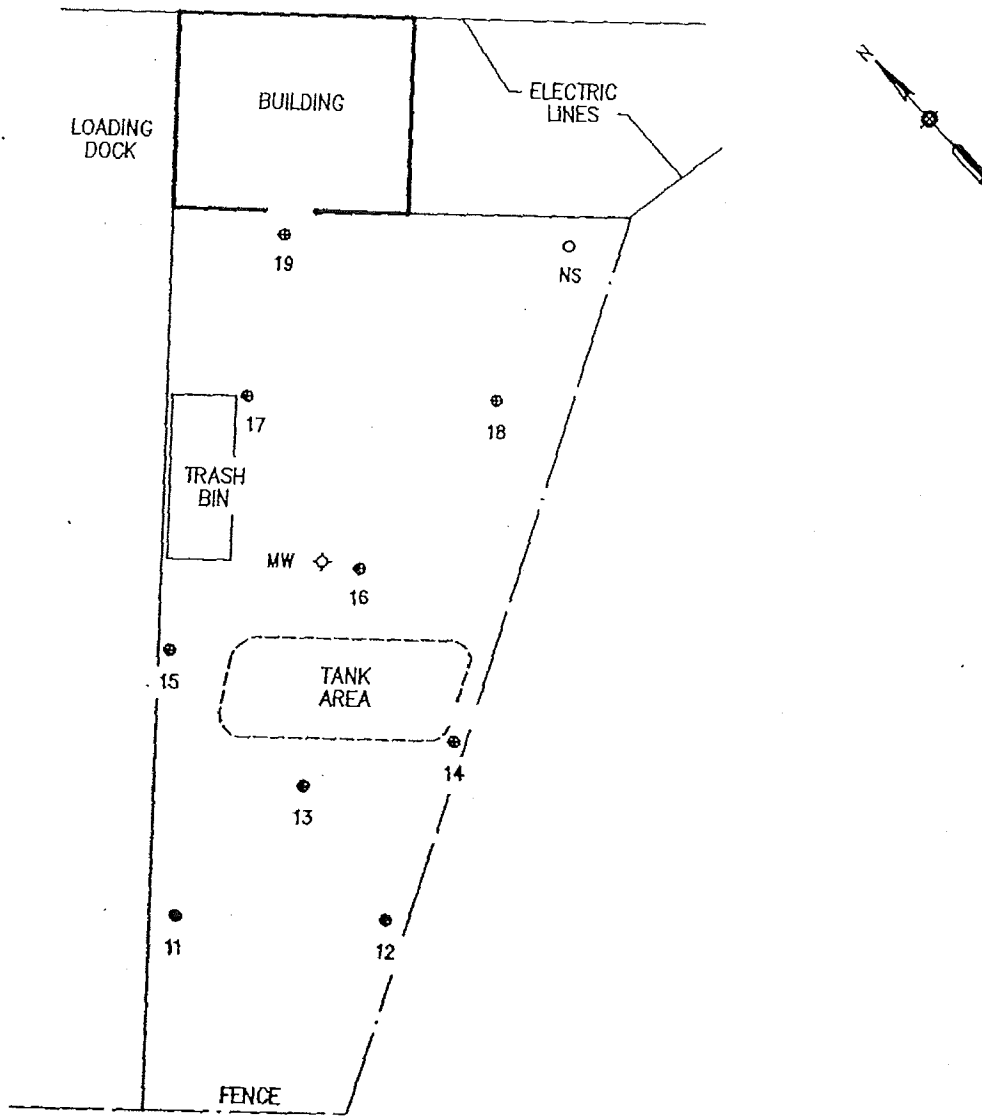 N
BUILDING
ELECTRIC
LINES
LOADING
DOCK
19
NS
17
18
TRASH
BIN
MW
16
15
TANK
AREA
14
13
11
12
FENCE